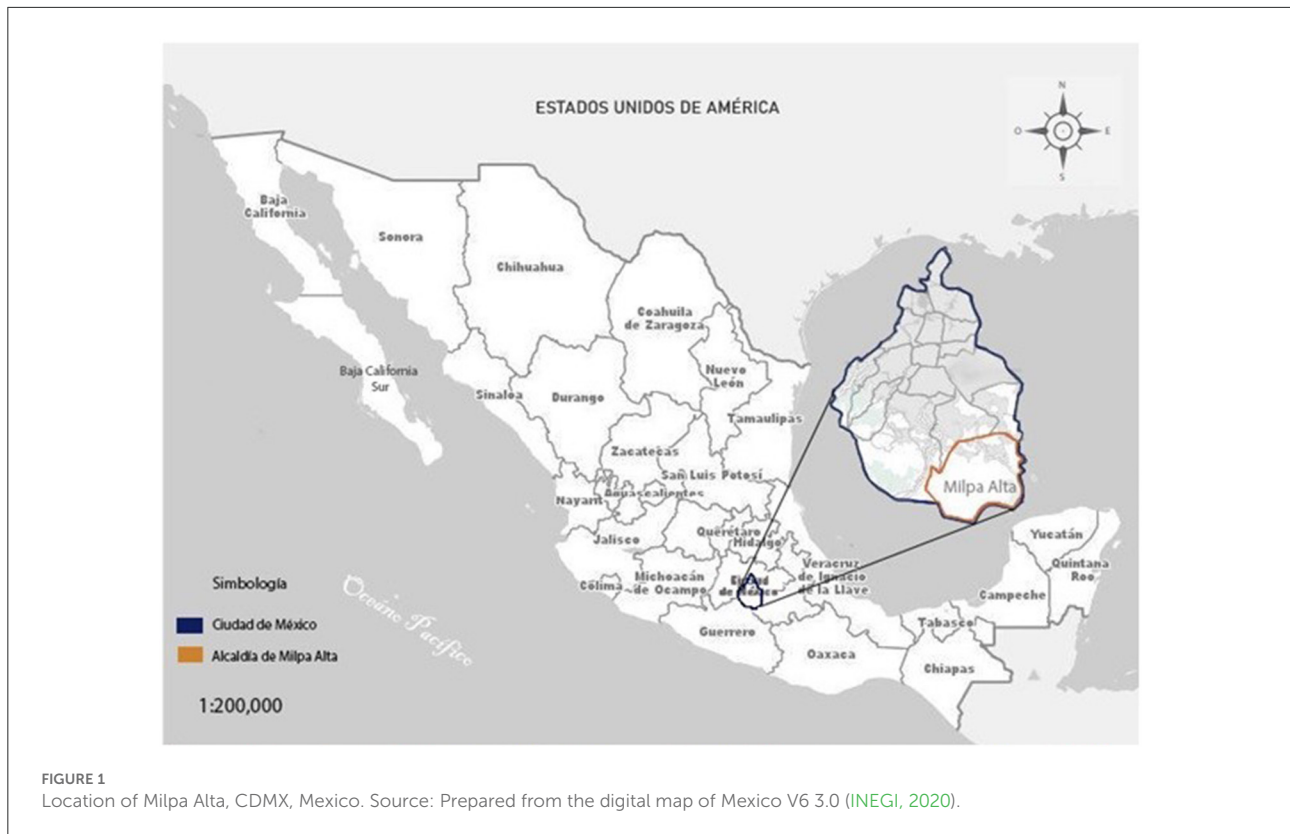 ESTADOS UNIDOS DE AMÉRICA
N
O
E
S
Baja
California
Sonora
Chihuahua
Coahuila
de Zaragoza
Baja California
Sur
Sinaloa
Durango
Nuevo
León
Tamaulipas
Zacatecas
San Luis Potosí
Nayarit
Aguascalientes
Milpa Alta
Jalisco
Querétaro
Hidalgo
Yucatán
Quintana
Roo
Campeche
Colima
Michoacán
de Ocampo
Ciudad
de México
Veracruz
de Ignacio
de la Llave
Tabasco
Guerrero
Oaxaca
Chiapas
Océano Pacífico
Simbología
Ciudad de México
Alcaldía de Milpa Alta
1:200,000
FIGURE 1
Location of Milpa Alta, CDMX, Mexico. Source: Prepared from the digital map of Mexico V6 3.0 (INEGI, 2020).